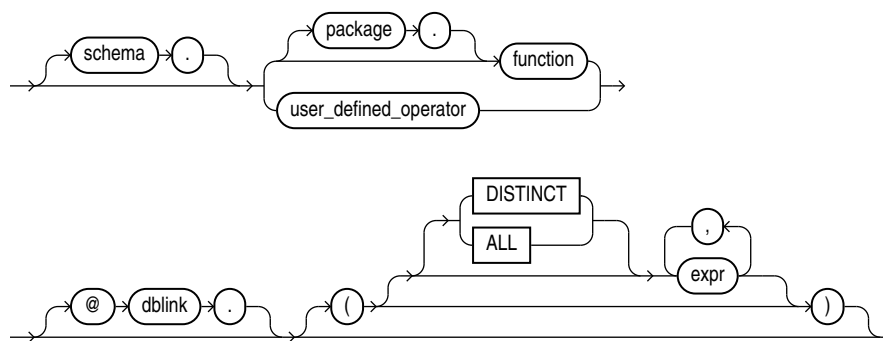 package .
schema . function
user_defined_operator
DISTINCT
ALL ,
expr
@ dblink . ( )